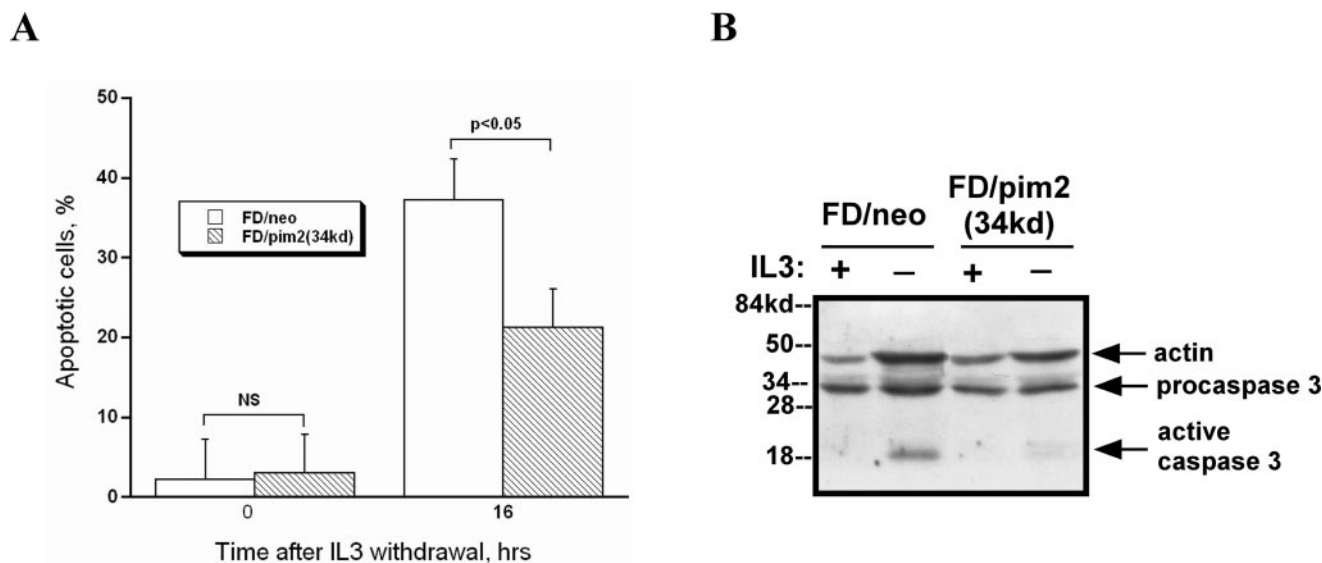 A
50
40
30
20
10
0
Apoptotic cells, %
p<0.05
FD/neo
FD/pim2(34kd)
NS
0
16
Time after IL3 withdrawal, hrs
B
FD/neo
FD/pim2
(34kd)
IL3: + – + –
84kd--
50--
34--
28--
18--
actin
procaspase 3
active
caspase 3